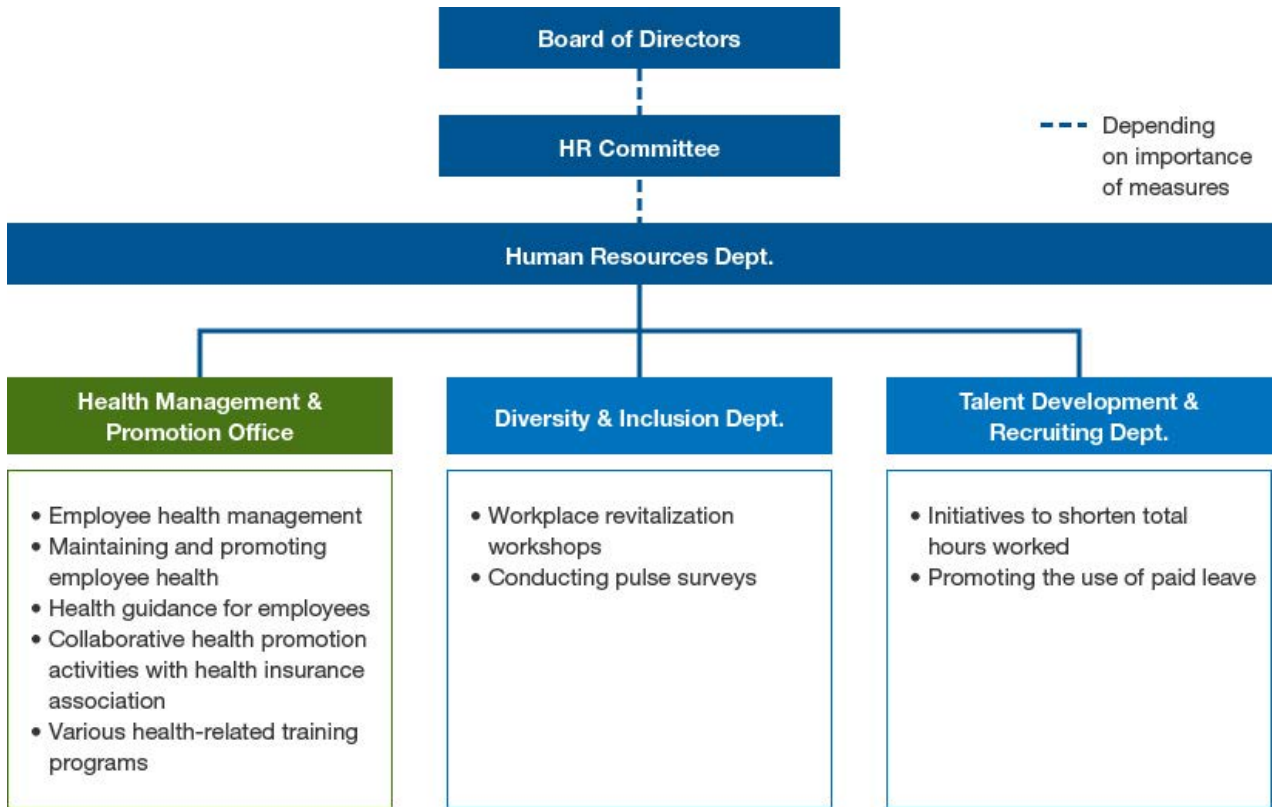 Board of Directors
HR Committee
Depending
on importance
of measures
Human Resources Dept.
Health Management &
Promotion Office
• Employee health management
• Maintaining and promoting
employee health
• Health guidance for employees
• Collaborative health promotion
activities with health insurance
association
• Various health-related training
programs
Diversity & Inclusion Dept.
• Workplace revitalization
workshops
• Conducting pulse surveys
Talent Development &
Recruiting Dept.
• Initiatives to shorten total
hours worked
• Promoting the use of paid leave